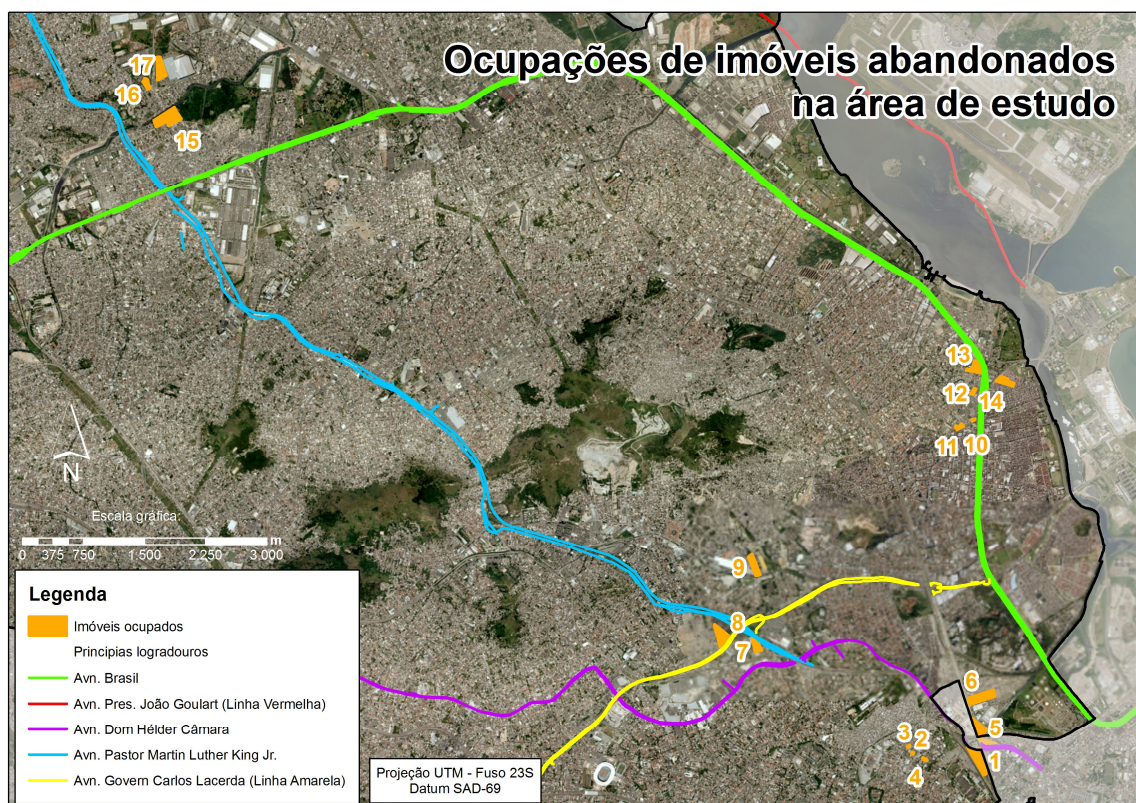 Ocupações de imóveis abandonados
na área de estudo
17
16
15
13
12
14
11
10
9
8
7
6
5
3
2
4
1
N
Escala gráfica:
0 375 750 1.500 2.250 3.000 m
Legenda
Imóveis ocupados
Principias logradouros
Avn. Brasil
Avn. Pres. João Goulart (Linha Vermelha)
Avn. Dom Hélder Câmara
Avn. Pastor Martin Luther King Jr.
Avn. Govern Carlos Lacerda (Linha Amarela)
Projeção UTM - Fuso 23S
Datum SAD-69